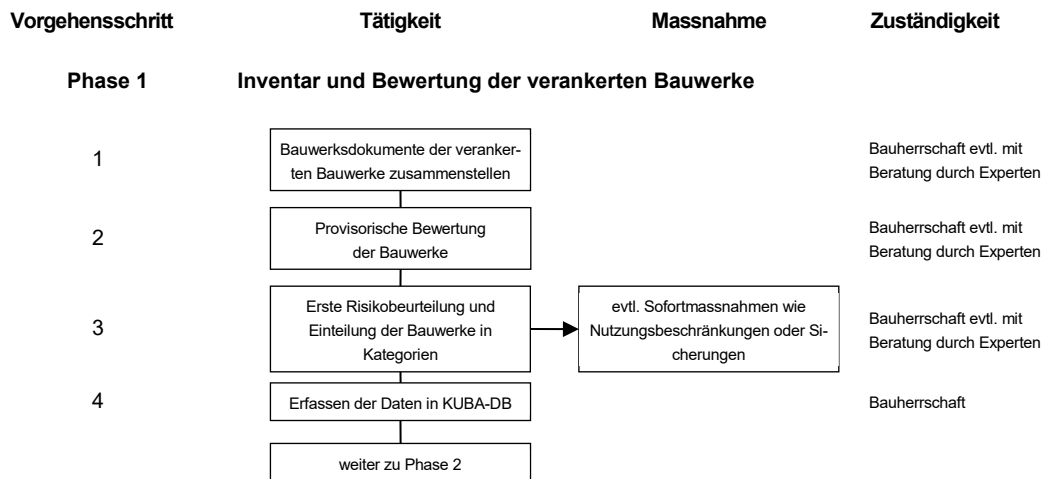 Vorgehensschritt Tätigkeit Massnahme Zuständigkeit
Phase 1 Inventar und Bewertung der verankerten Bauwerke
1
Bauwerksdokumente der veranker-
ten Bauwerke zusammenstellen
Bauherrschaft evtl. mit
Beratung durch Experten
2
Provisorische Bewertung
der Bauwerke
Bauherrschaft evtl. mit
Beratung durch Experten
3
Erste Risikobeurteilung und
Einteilung der Bauwerke in
Kategorien
evtl. Sofortmassnahmen wie
Nutzungsbeschränkungen oder Si-
cherungen
Bauherrschaft evtl. mit
Beratung durch Experten
4
Erfassen der Daten in KUBA-DB
Bauherrschaft
weiter zu Phase 2